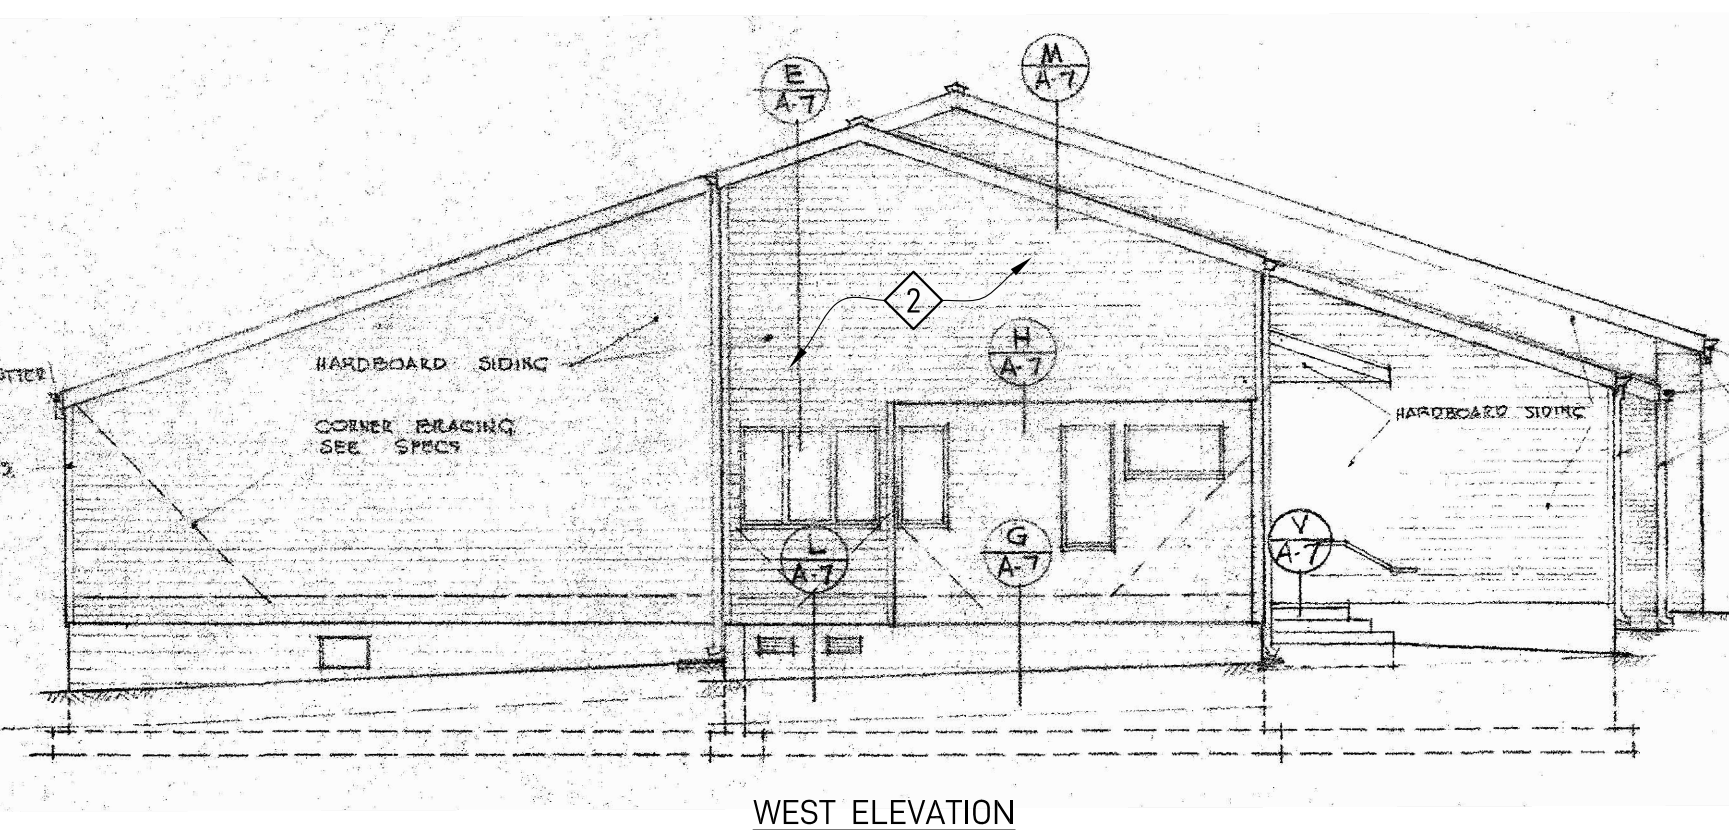 M
A-7
E
A-7
2
H
A-7
HARDBOARD SIDING
CORNER BRACING
SEE SPECS
HARDBOARD SIDING
L
A-7
G
A-7
V
A-7
WEST ELEVATION